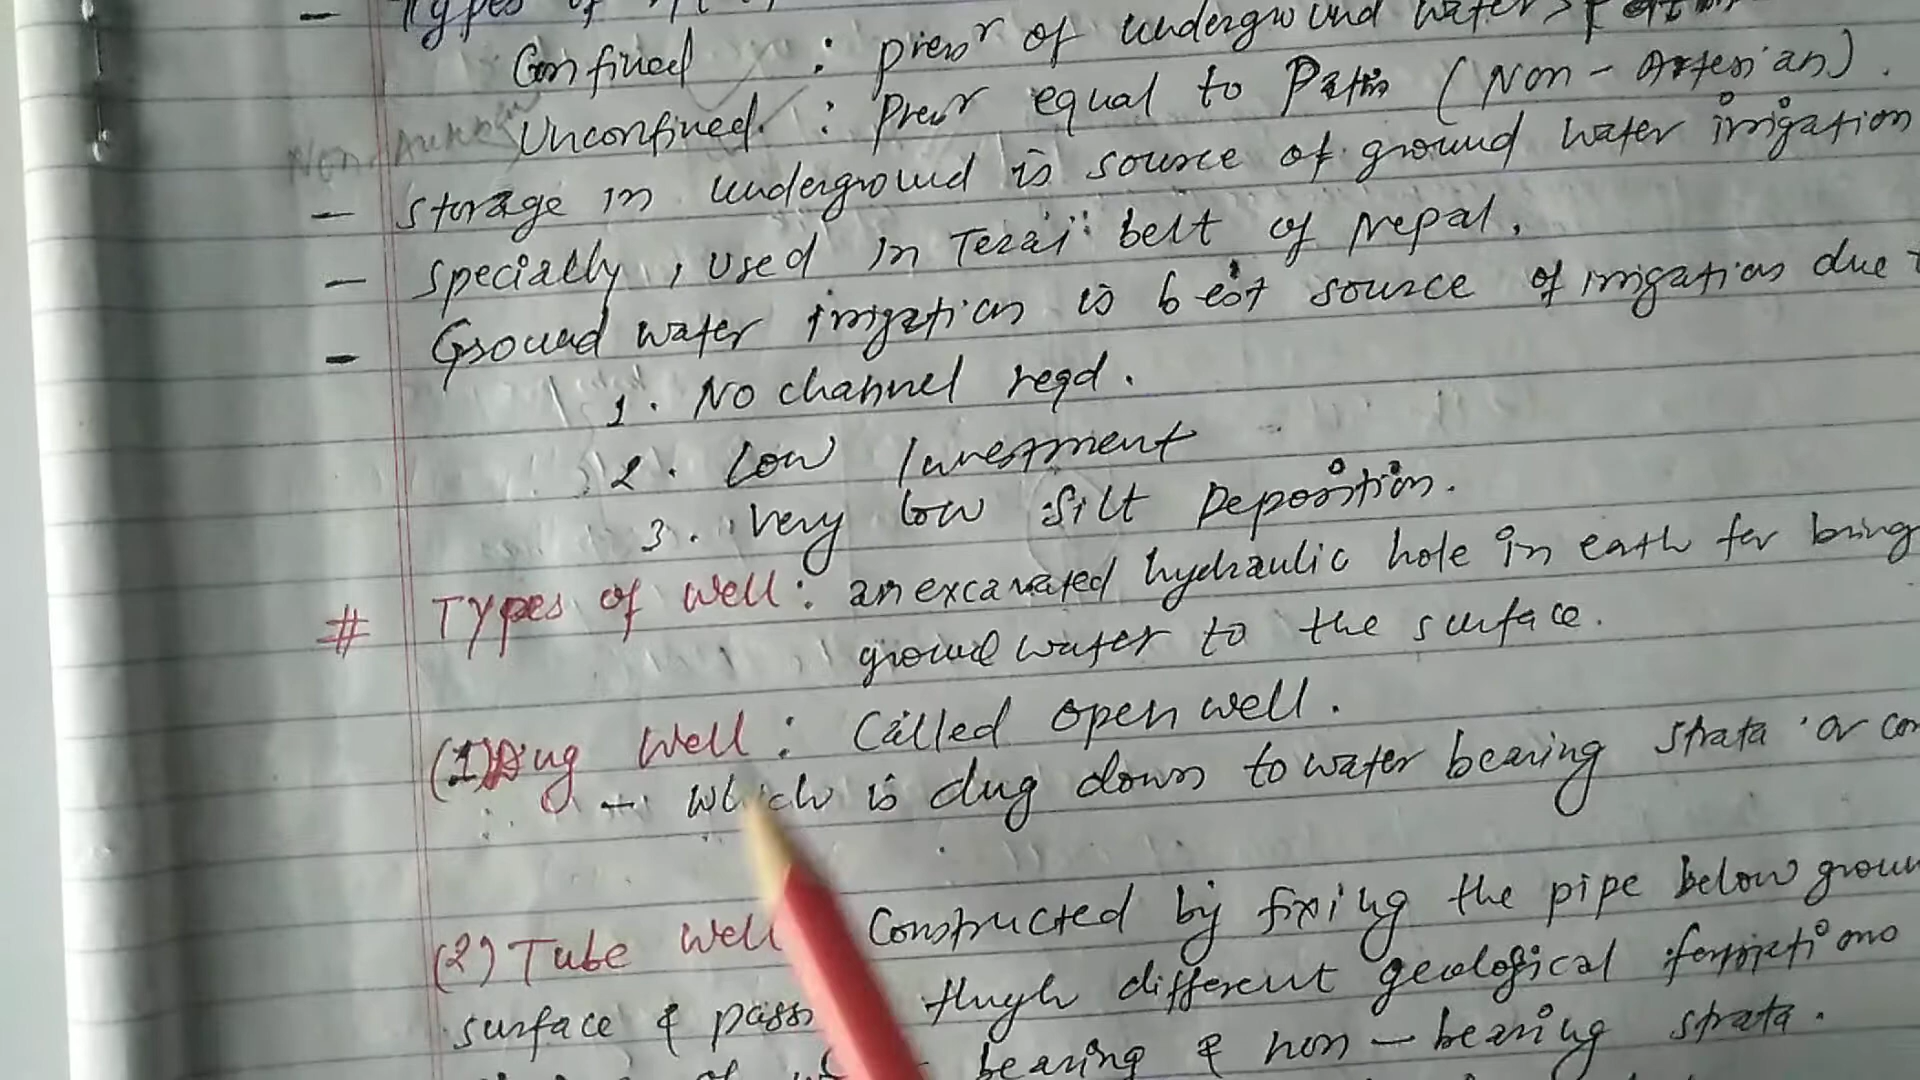 - Types of
Confined : pressr of underground water >
Unconfined : Pressr equal to Patm (Non-Artesian).
- Storage in underground is source of ground water irrigation
- Specially, used in Terai belt of Nepal.
- Ground water irrigation is best source of irrigation due
1. No channel reqd.
2. Low Investment
3. Very low silt Deposition.
# Types of well: an excavated hydraulic hole in earth for bring
ground water to the surface.
(1) Dug Well: Called open well.
- which is dug down to water bearing strata or
(2) Tube Well Constructed by fixing the pipe below
surface & pass through different geological formations
bearing & non-bearing strata.